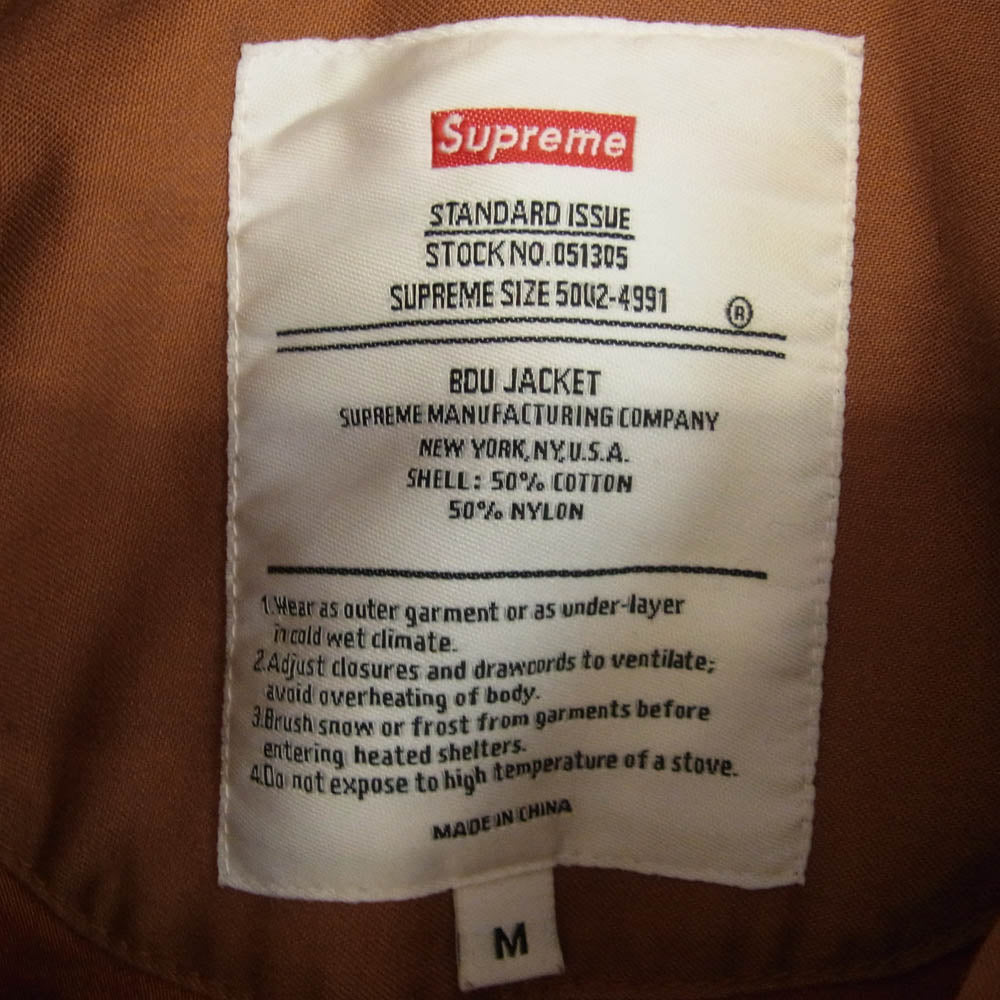 Supreme
STANDARD ISSUE
STOCK NO.051305
SUPREME SIZE 5002-4991 ®
BDU JACKET
SUPREME MANUFACTURING COMPANY
NEW YORK,NY,U.S.A.
SHELL: 50% COTTON
50% NYLON
1.Wear as outer garment or as under-layer
in cold wet climate.
2.Adjust closures and drawcords to ventilate;
avoid overheating of body.
3.Brush snow or frost from garments before
entering heated shelters.
4.Do not expose to high temperature of a stove.
MADE IN CHINA
M